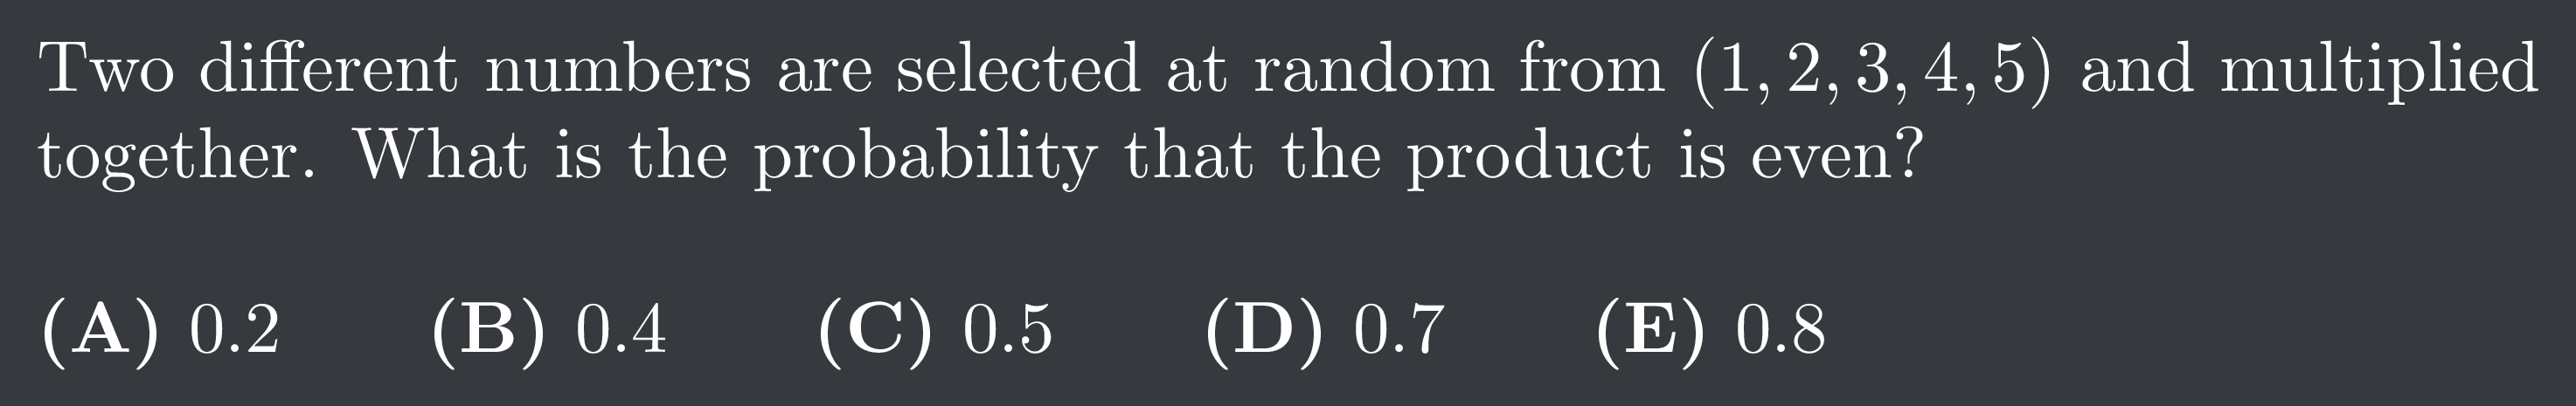 Two different numbers are selected at random from (1, 2, 3, 4, 5) and multiplied
together. What is the probability that the product is even?
(A) 0.2 (B) 0.4 (C) 0.5 (D) 0.7 (E) 0.8